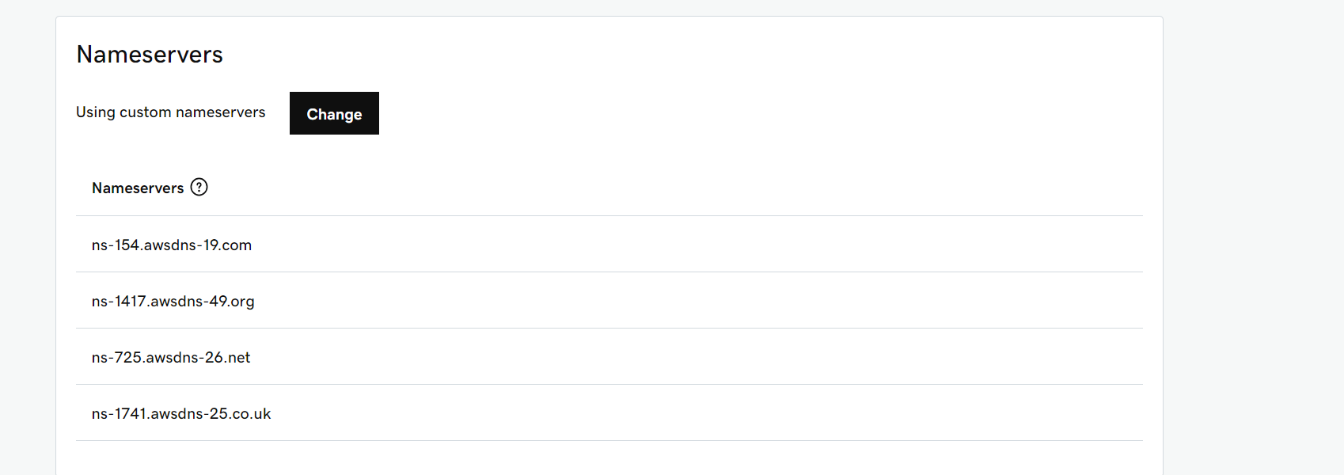 Nameservers
Using custom nameservers
Change
Nameservers ?
ns-154.awsdns-19.com
ns-1417.awsdns-49.org
ns-725.awsdns-26.net
ns-1741.awsdns-25.co.uk